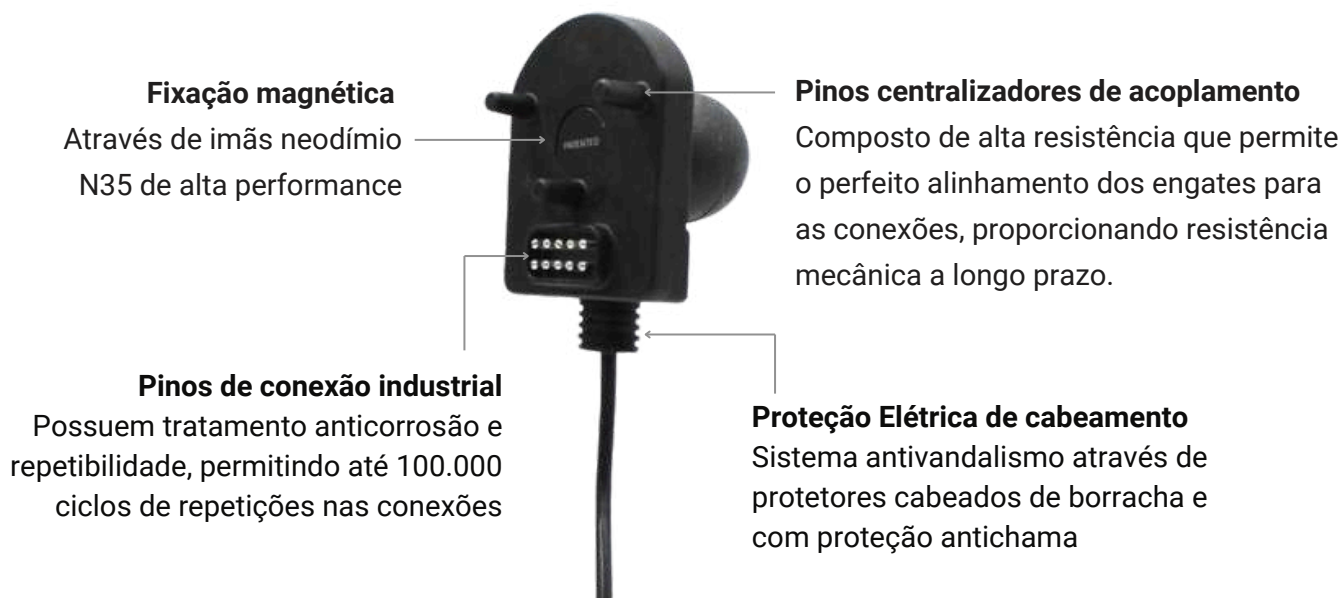 Fixação magnética
Através de imãs neodímio
N35 de alta performance
Pinos centralizadores de acoplamento
Composto de alta resistência que permite
o perfeito alinhamento dos engates para
as conexões, proporcionando resistência
mecânica a longo prazo.
PATENTED
Pinos de conexão industrial
Possuem tratamento anticorrosão e
repetibilidade, permitindo até 100.000
ciclos de repetições nas conexões
Proteção Elétrica de cabeamento
Sistema antivandalismo através de
protetores cabeados de borracha e
com proteção antichama